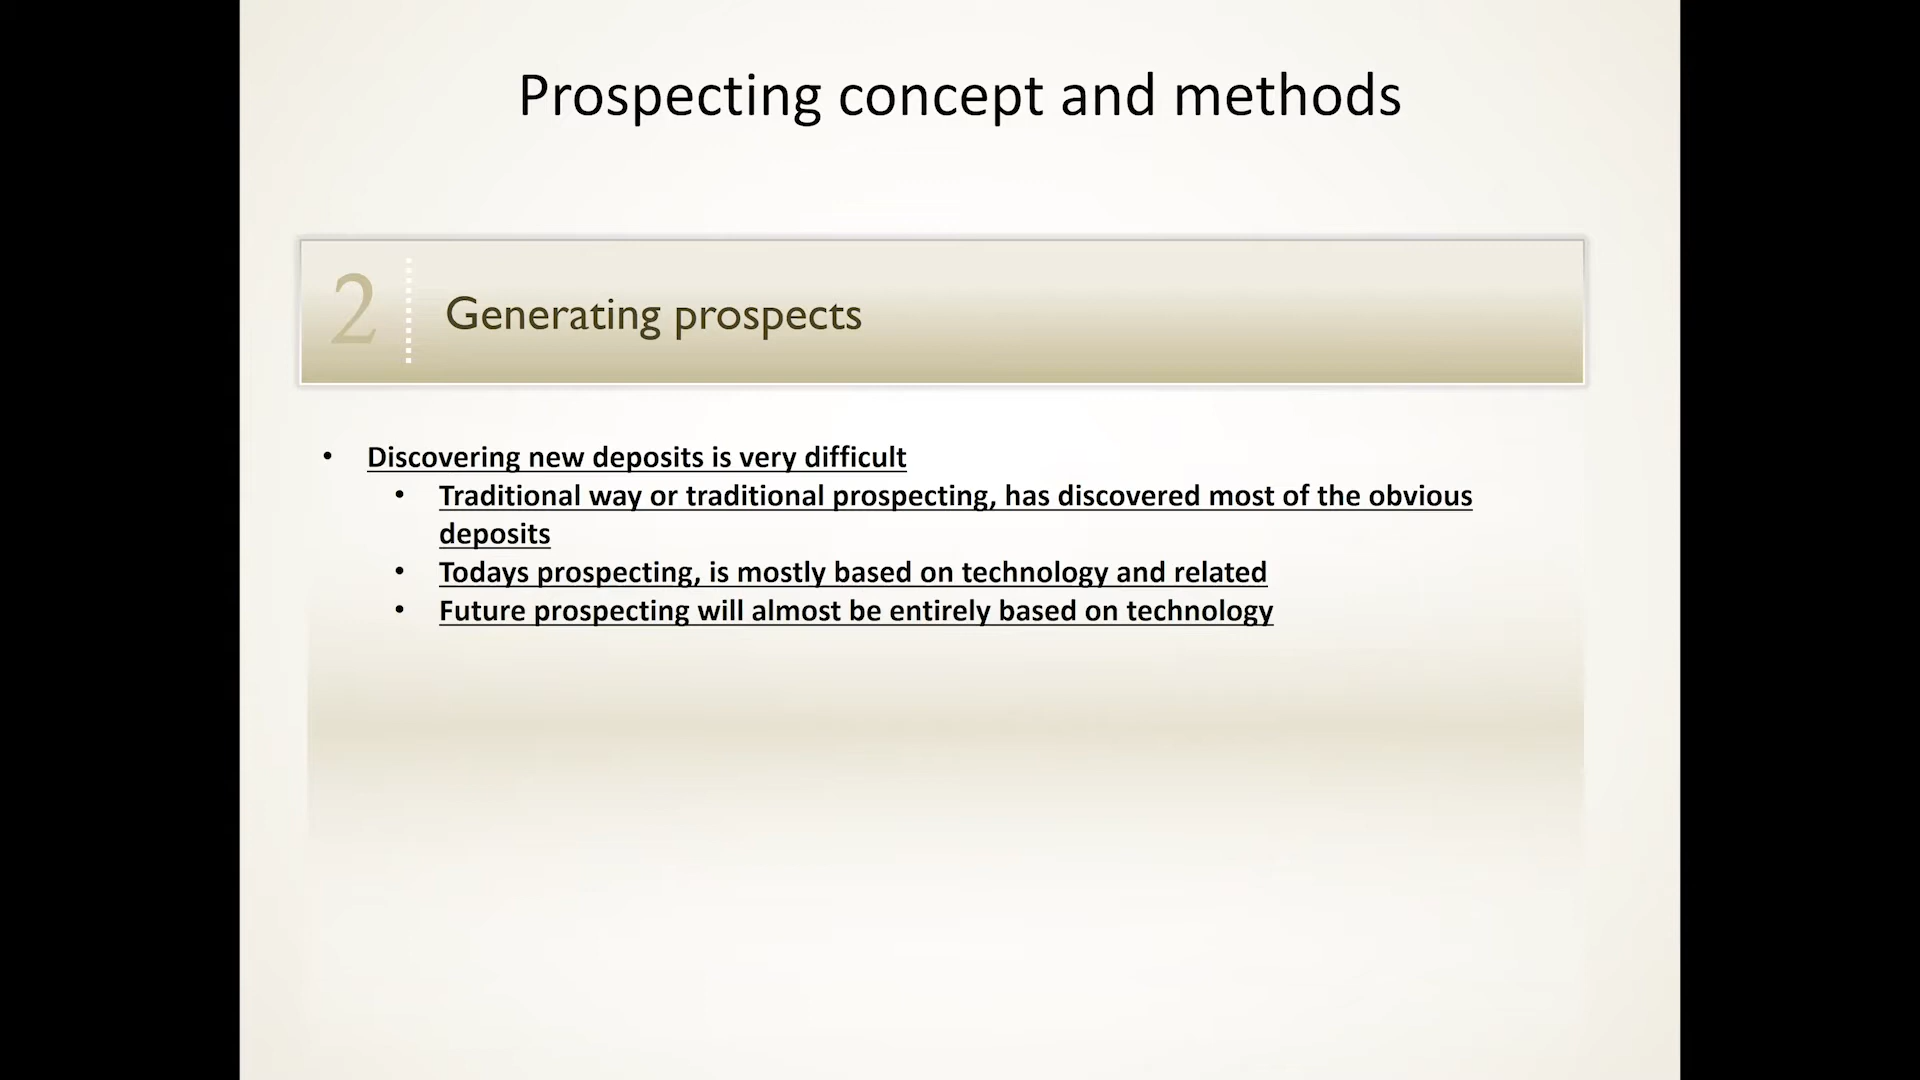 Prospecting concept and methods
2
Generating prospects
• Discovering new deposits is very difficult
• Traditional way or traditional prospecting, has discovered most of the obvious
deposits
• Todays prospecting, is mostly based on technology and related
• Future prospecting will almost be entirely based on technology